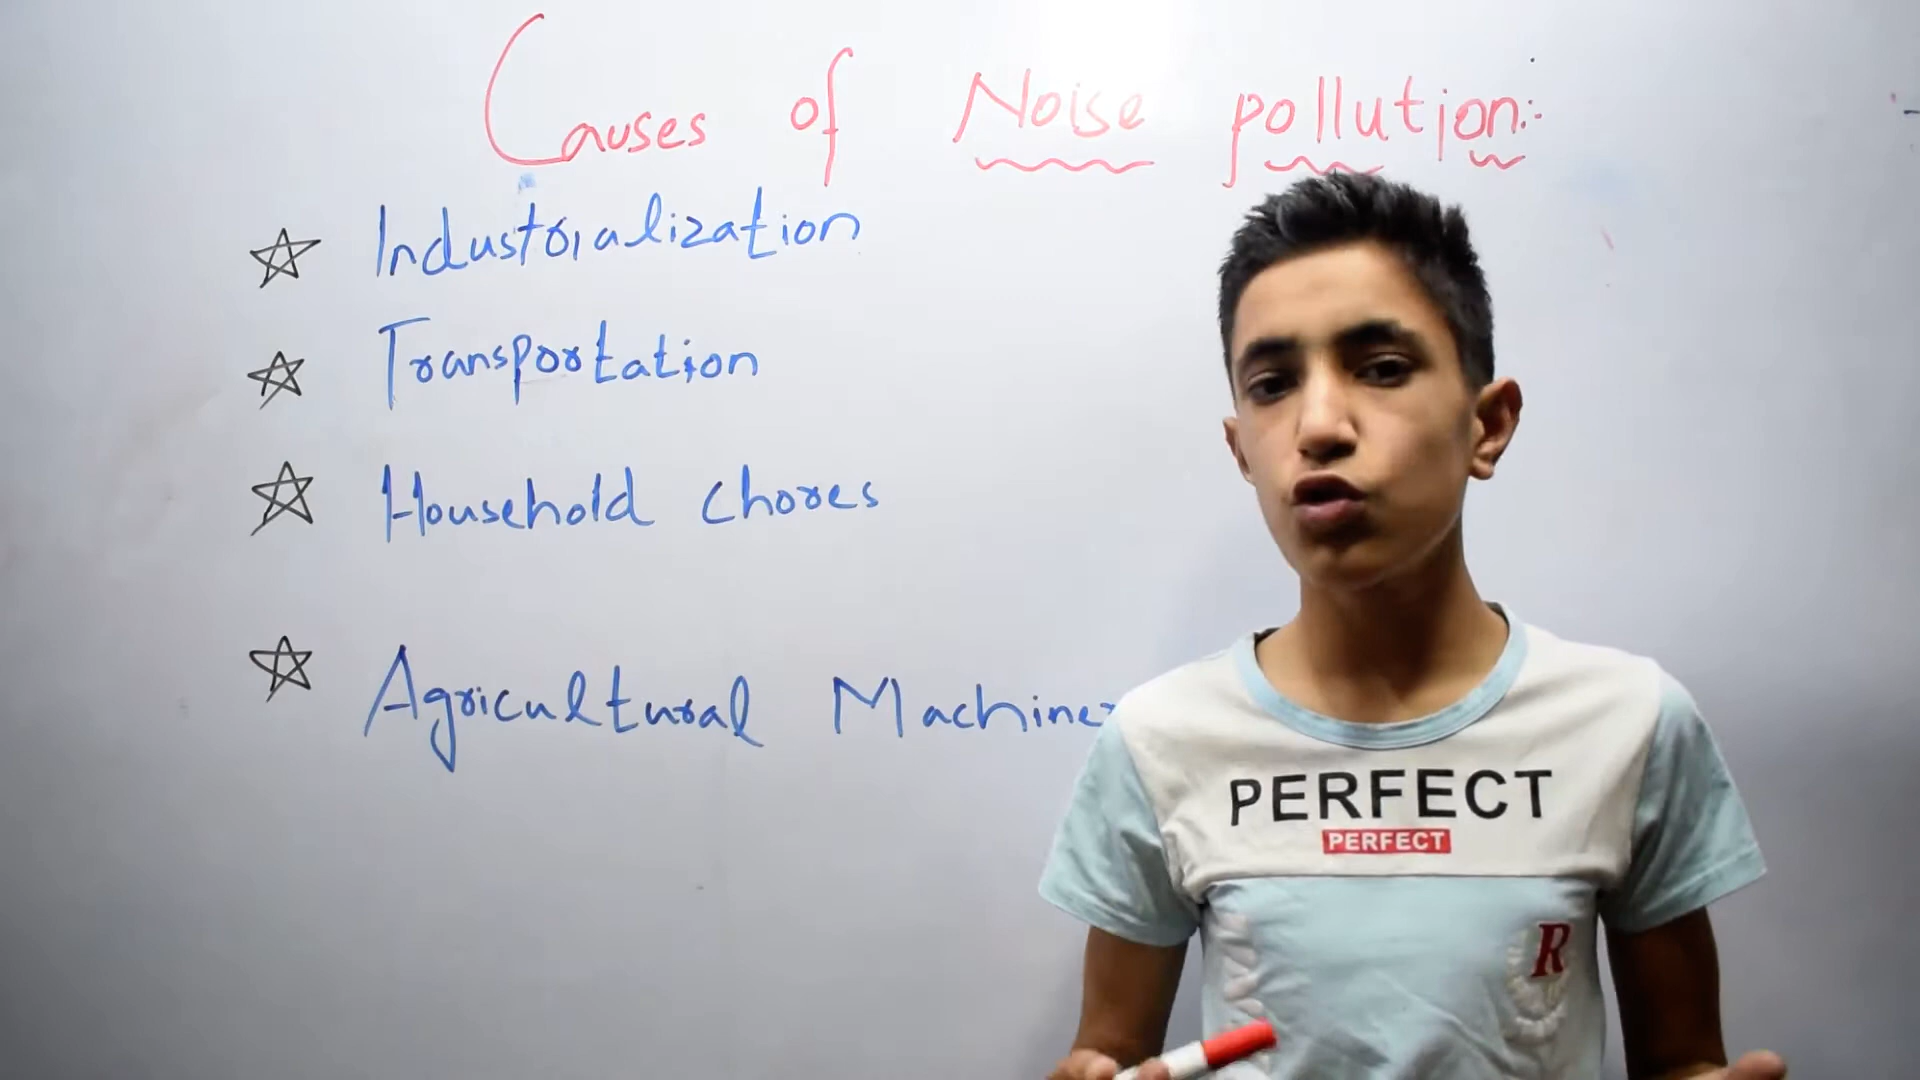 Causes of Noise pollution:-
Industrialization
Transportation
Household chores
Agricultural Machine
PERFECT
PERFECT
R